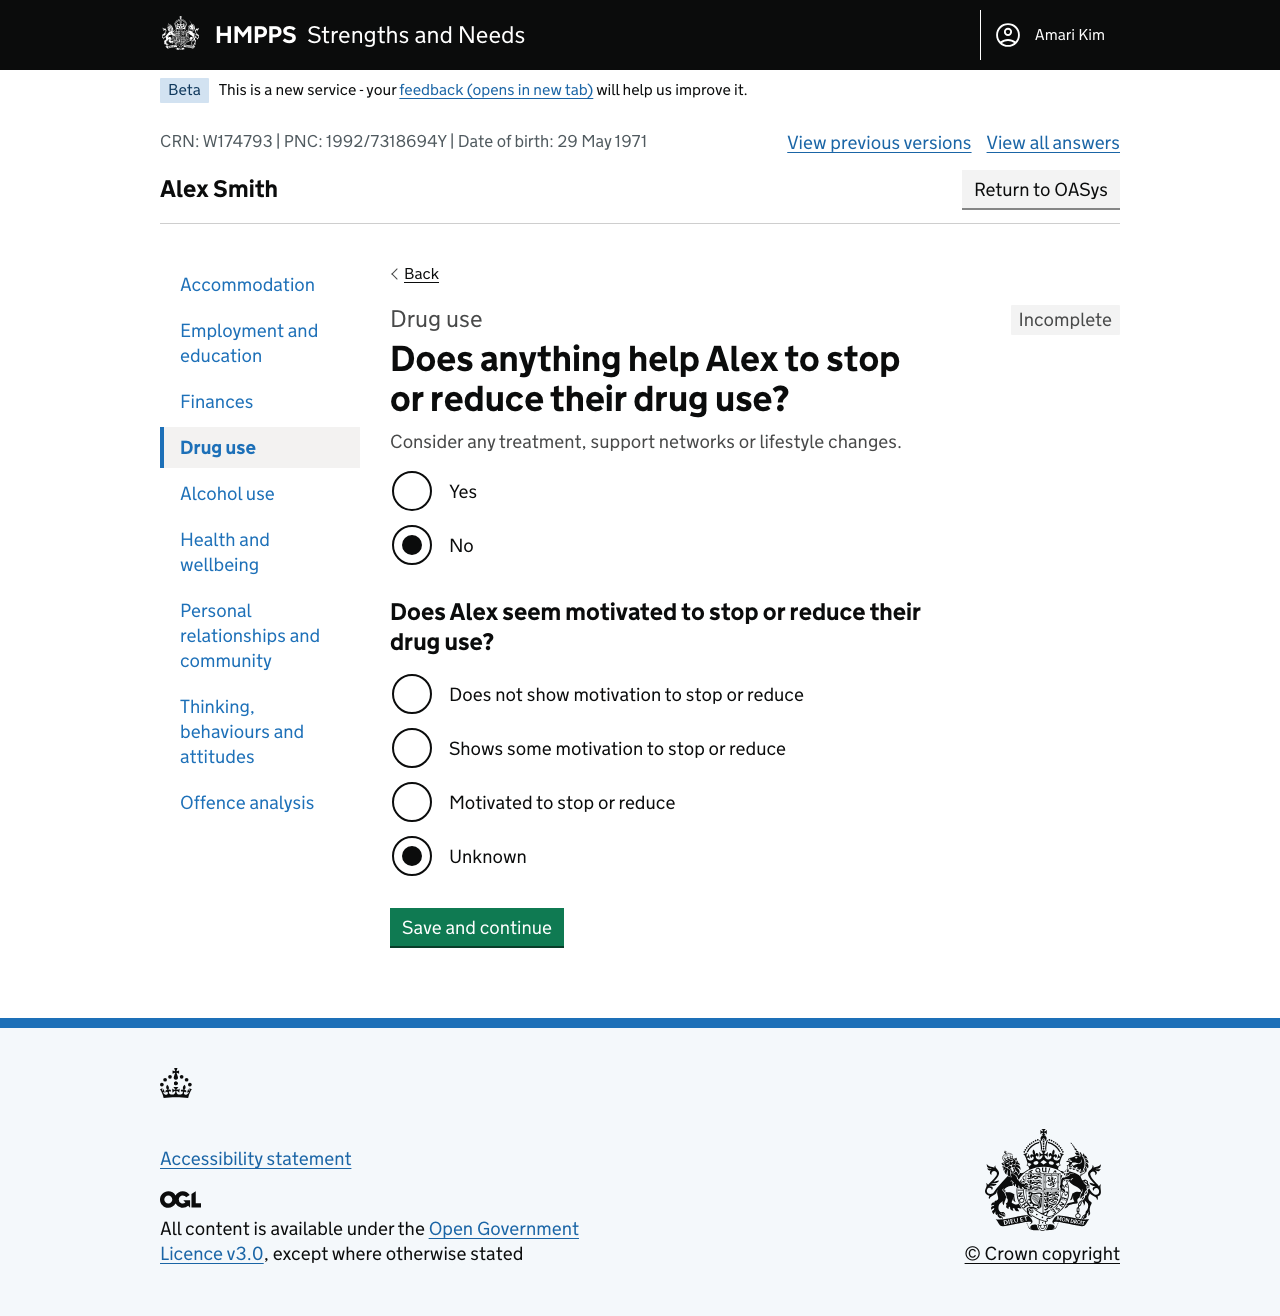 HMPPS Strengths and Needs
Amari Kim
Beta
This is a new service - your feedback (opens in new tab) will help us improve it.
CRN: W174793 | PNC: 1992/7318694Y | Date of birth: 29 May 1971
View previous versions
View all answers
Alex Smith
Return to OASys
Accommodation
Employment and
education
Finances
Drug use
Alcohol use
Health and
wellbeing
Personal
relationships and
community
Thinking,
behaviours and
attitudes
Offence analysis
Back
Drug use
Incomplete
Does anything help Alex to stop
or reduce their drug use?
Consider any treatment, support networks or lifestyle changes.
Yes
No
Does Alex seem motivated to stop or reduce their
drug use?
Does not show motivation to stop or reduce
Shows some motivation to stop or reduce
Motivated to stop or reduce
Unknown
Save and continue
Accessibility statement
OGL
All content is available under the Open Government
Licence v3.0, except where otherwise stated
DIEU ET MON DROIT
© Crown copyright